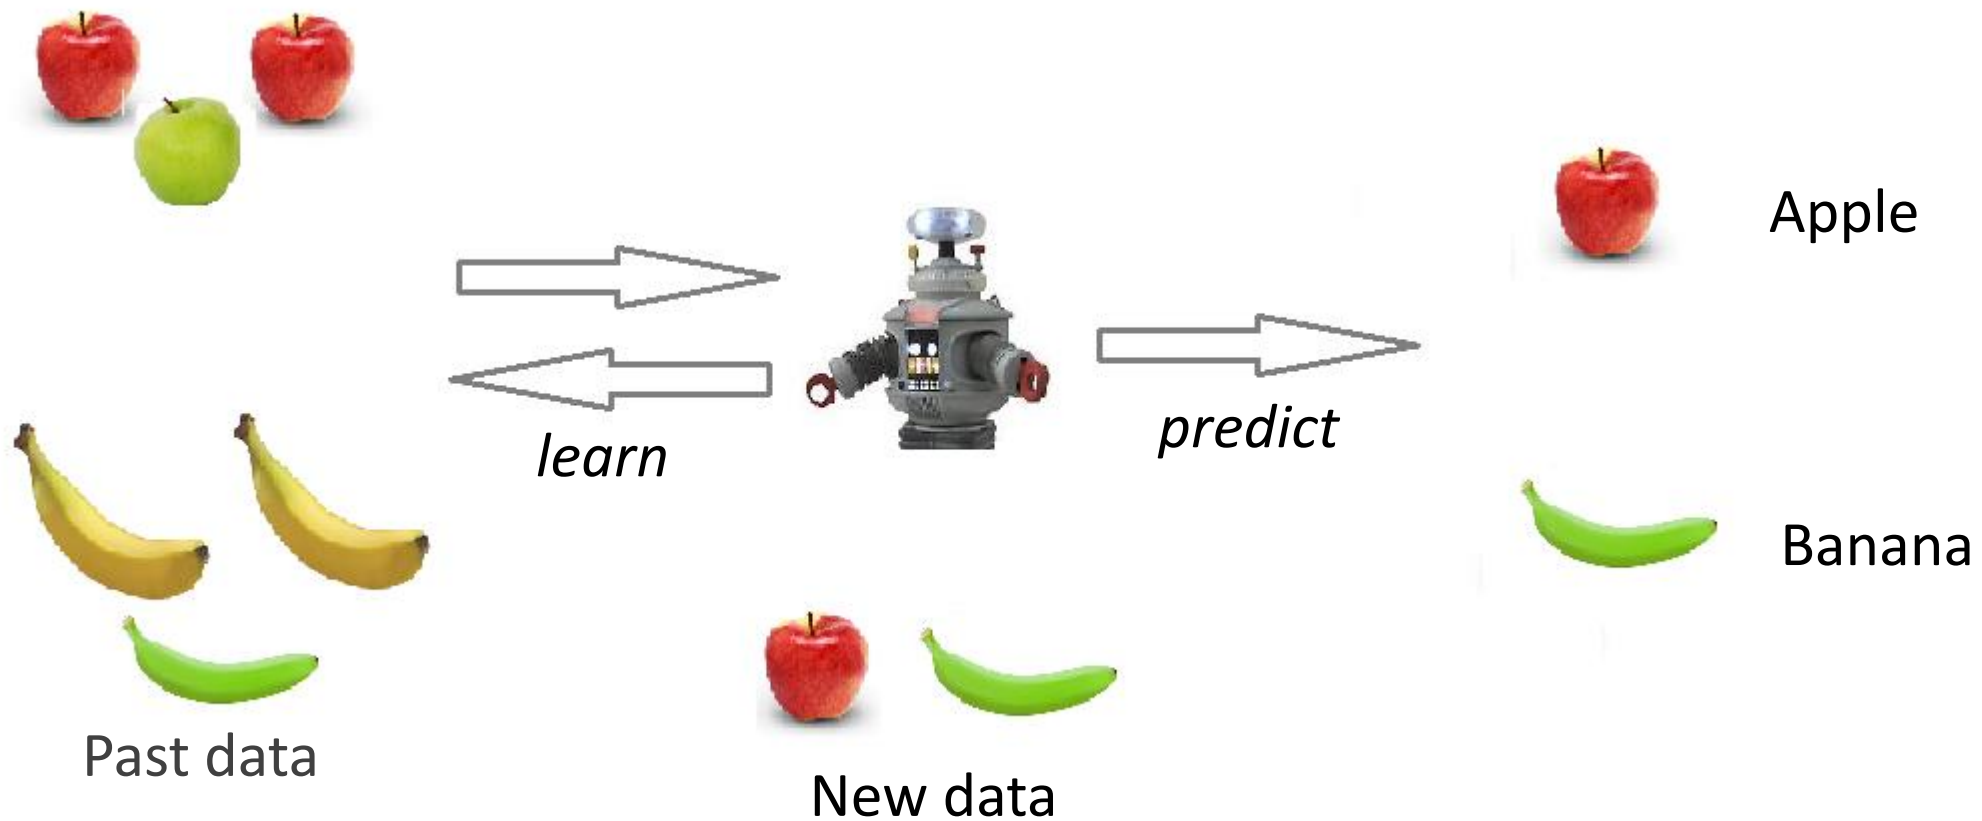 Apple
learn
predict
Banana
Past data
New data